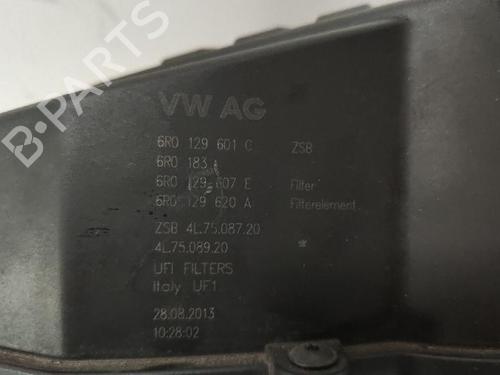 B-PARTS
VW AG
6R0 129 601 C ZSB
6R0 183
6R0 129 607 E Filter
6R0 129 620 A Filterelement
ZSB 4L.75.087.20
4L.75.089.20
UFI FILTERS
Italy UF1
28.08.2013
10:28:02
B-PARTS